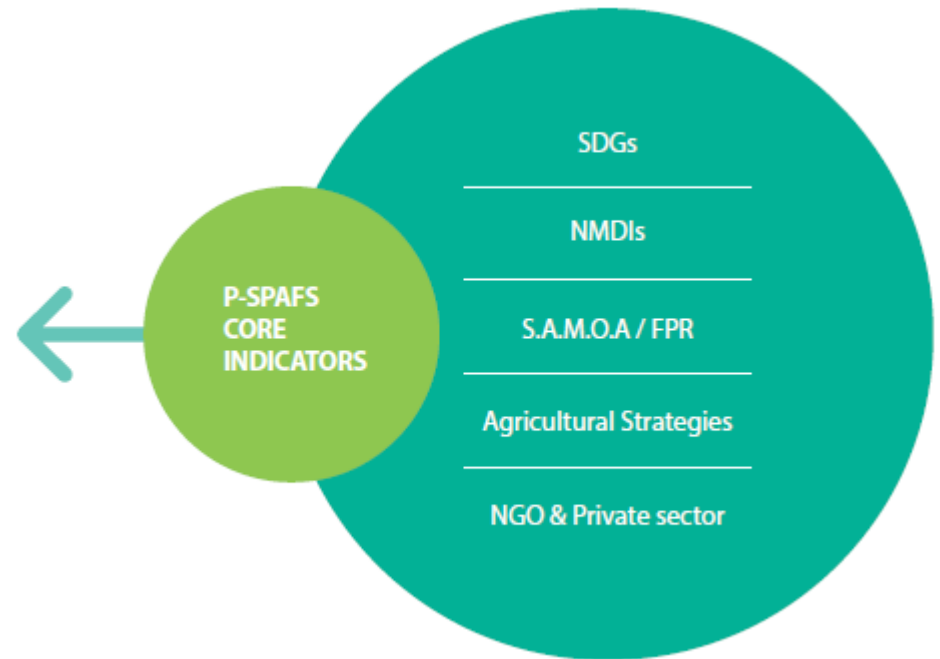 SDGs
NMDIs
P-SPAFS
CORE
INDICATORS
S.A.M.O.A / FPR
Agricultural Strategies
NGO & Private sector